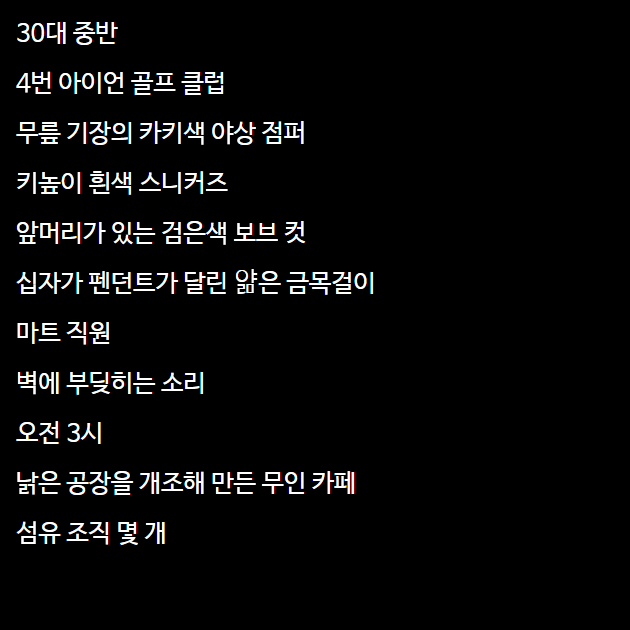 30대 중반
4번 아이언 골프 클럽
무릎 기장의 카키색 야상 점퍼
키높이 흰색 스니커즈
앞머리가 있는 검은색 보브 컷
십자가 펜던트가 달린 얇은 금목걸이
마트 직원
벽에 부딪히는 소리
오전 3시
낡은 공장을 개조해 만든 무인 카페
섬유 조직 몇 개